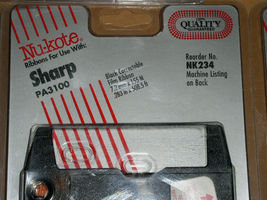 Nu-kote
Ribbons For Use With:
Sharp
PA3100
Black Correctable
Film Ribbon
QUALITY
GUARANTEED
Reorder No.
NK234
Machine Listing
on Back